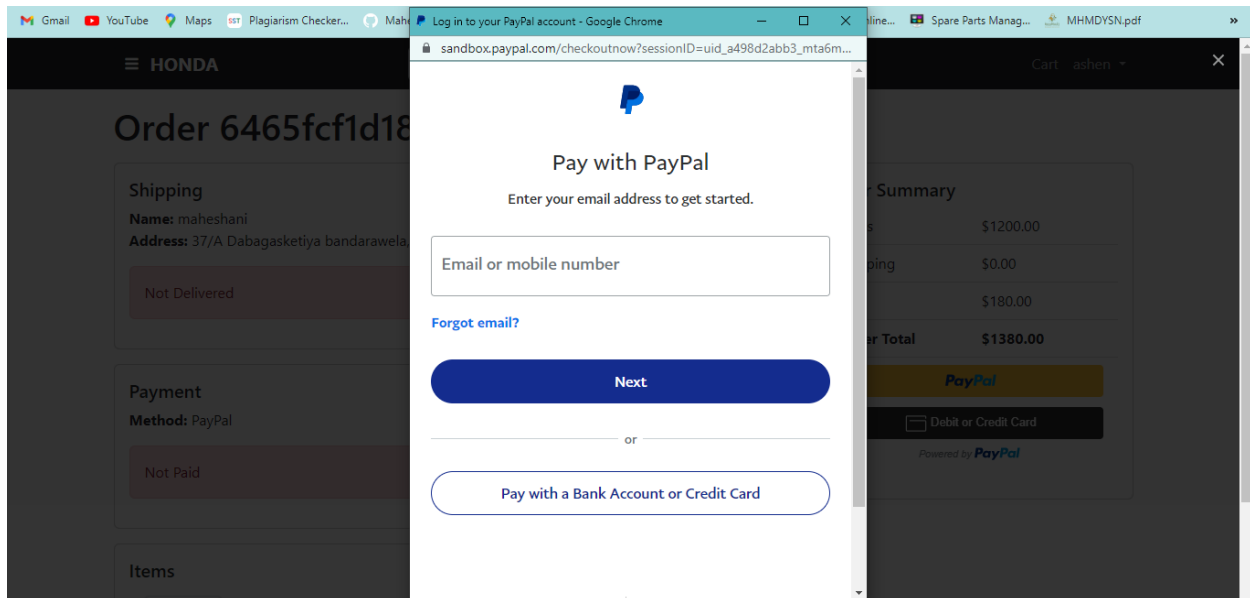 Gmail YouTube Maps SST Plagiarism Checker... Mahe
Log in to your PayPal account - Google Chrome
line... Spare Parts Manag... MHMDYSN.pdf »
sandbox.paypal.com/checkoutnow?sessionID=uid_a498d2abb3_mta6m...
HONDA
Cart ashen
Order 6465fcf1d18
Shipping
Name: maheshani
Address: 37/A Dabagasketiya bandarawela,
Not Delivered
Payment
Method: PayPal
Not Paid
Items
Pay with PayPal
Enter your email address to get started.
Email or mobile number
Forgot email?
Next
or
Pay with a Bank Account or Credit Card
r Summary
s $1200.00
ping $0.00
$180.00
er Total $1380.00
PayPal
Debit or Credit Card
Powered by PayPal